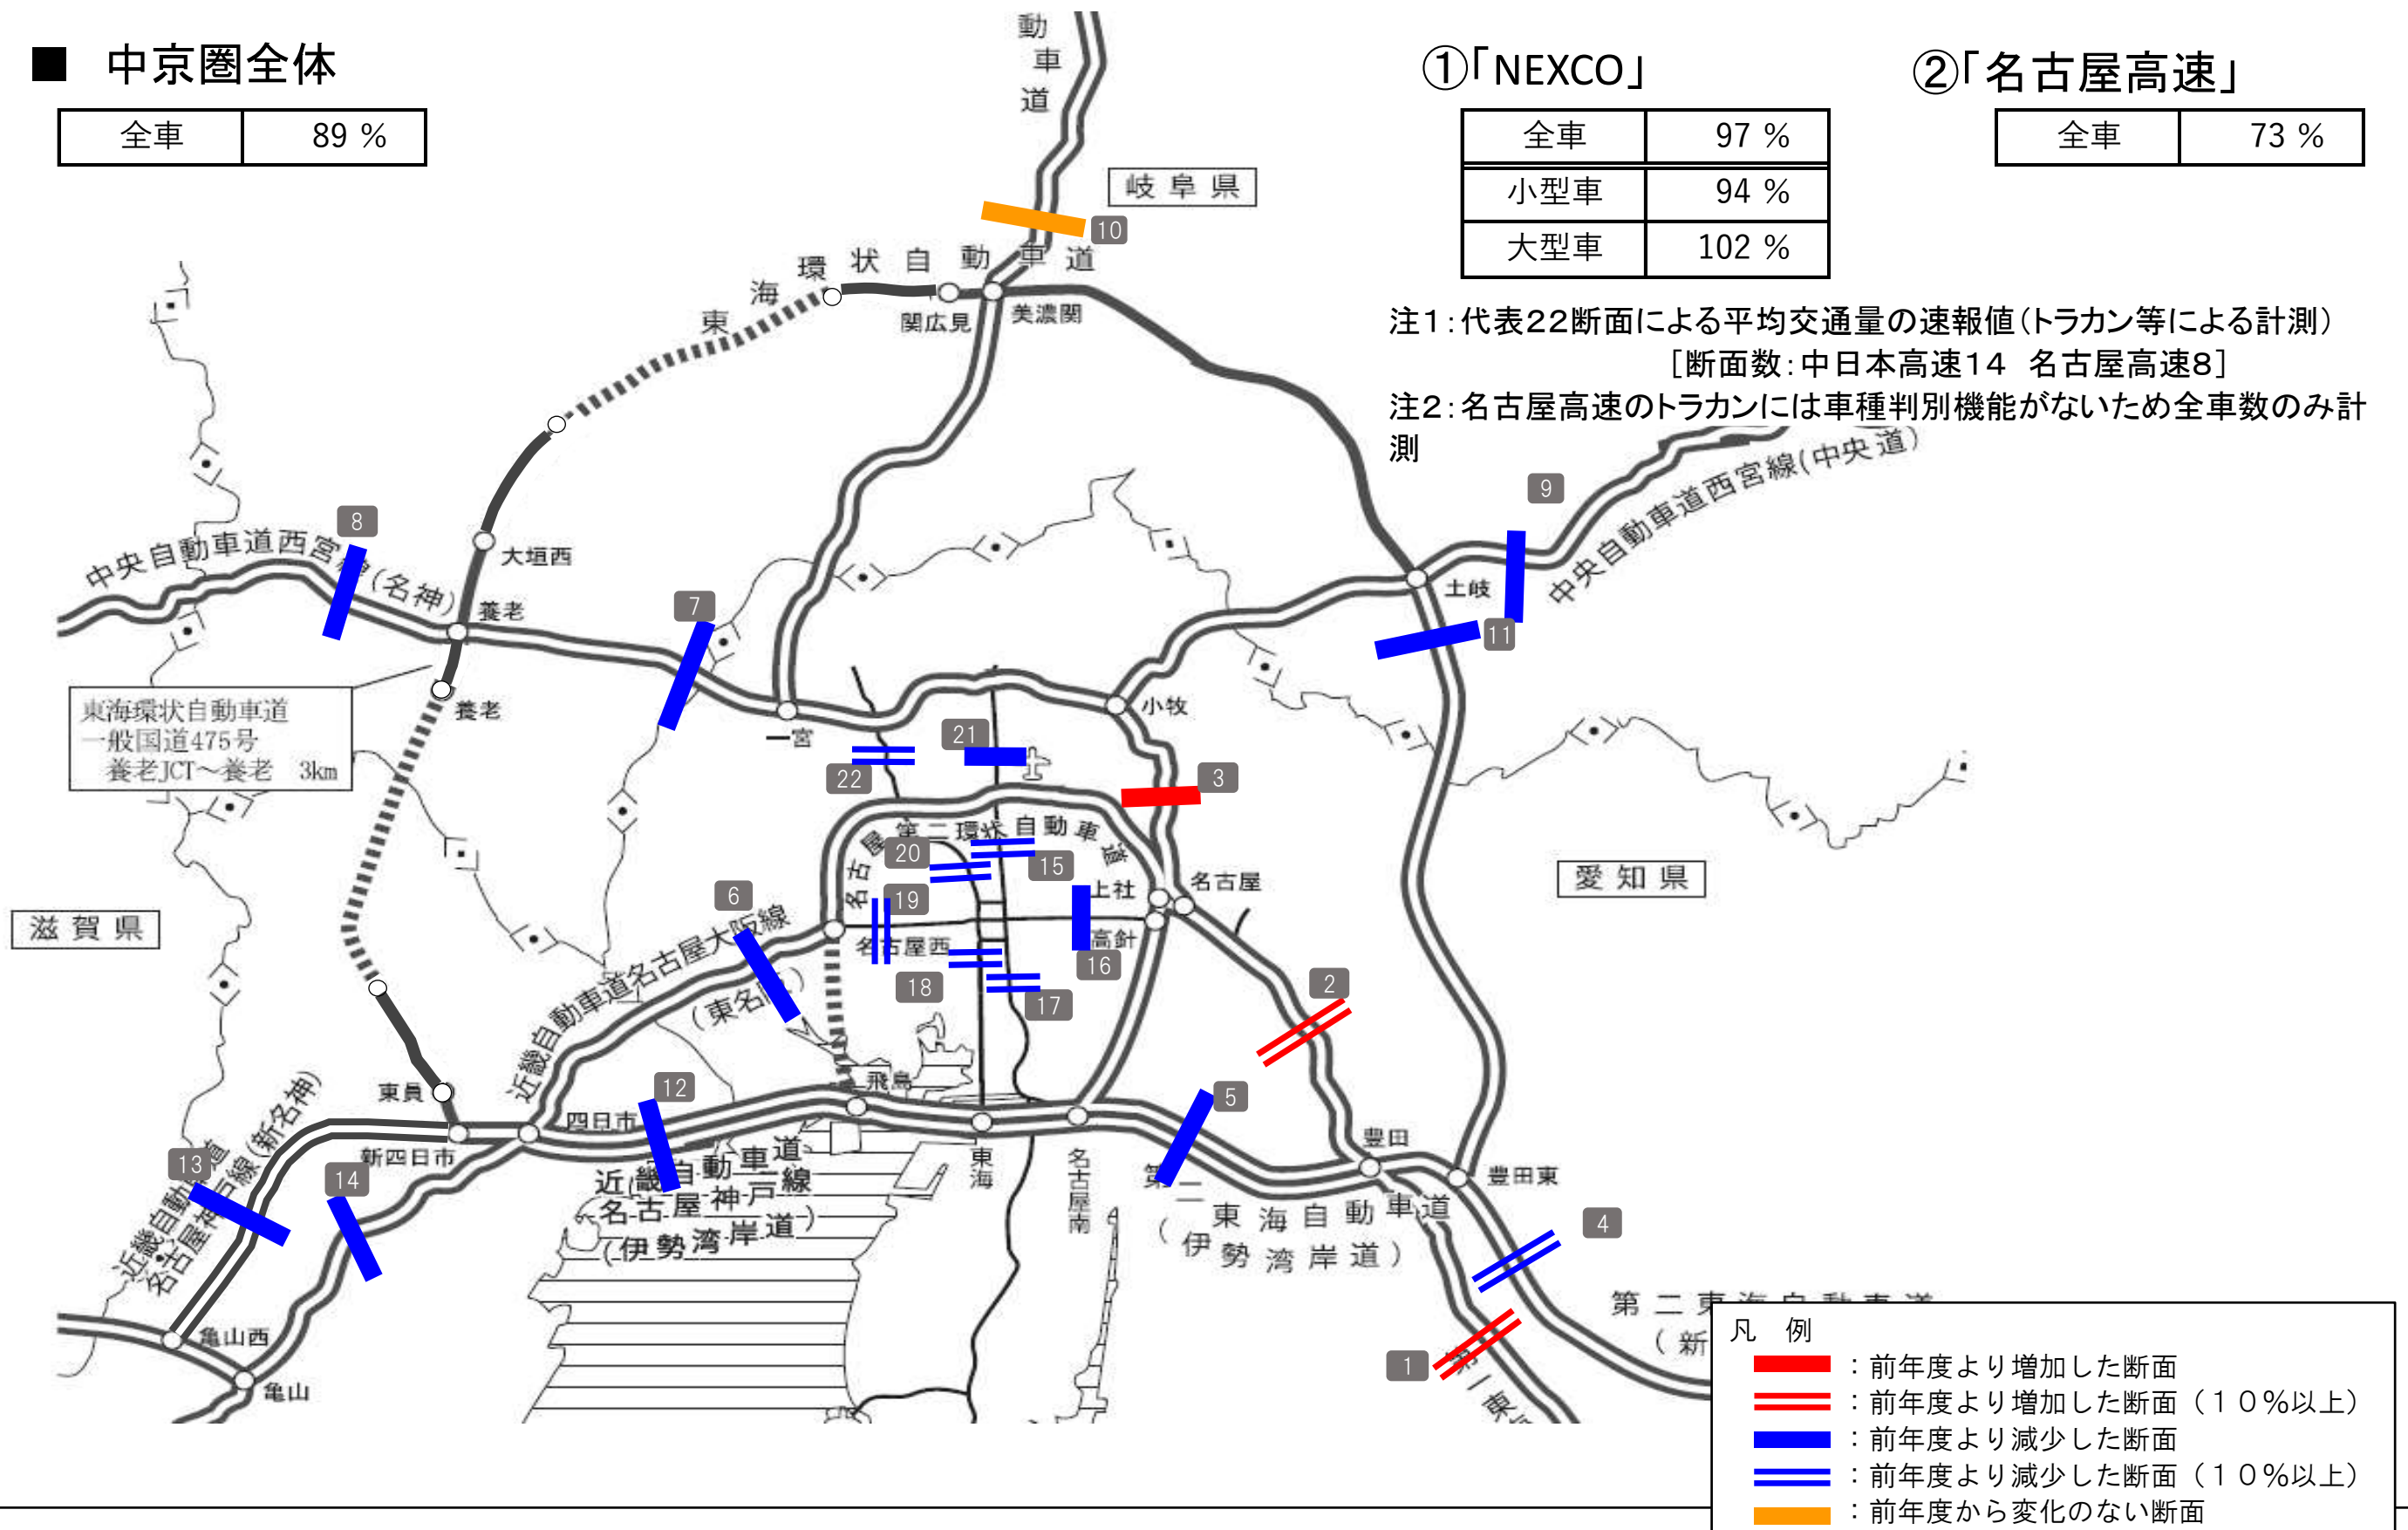 ■ 中京圏全体
全車 89 %
①「NEXCO」
全車 97 %
小型車 94 %
大型車 102 %
②「名古屋高速」
全車 73 %
注1:代表22断面による平均交通量の速報値(トラカン等による計測)
[断面数:中日本高速14 名古屋高速8]
注2:名古屋高速のトラカンには車種判別機能がないため全車数のみ計
測
動車道
岐阜県
10
東海環状自動車道
関広見
美濃関
9
中央自動車道西宮線(中央道)
8
中央自動車道西宮線(名神)
大垣西
養老
7
土岐
11
東海環状自動車道
一般国道475号
養老JCT～養老 3km
養老
一宮
小牧
21
22
3
名古屋第二環状自動車道
20
15
上社
名古屋
愛知県
滋賀県
6
19
名古屋西
高針
16
近畿自動車道名古屋大阪線
(東名阪)
18
17
2
飛島
東員
12
四日市
5
新四日市
13
14
近畿自動車道
名古屋神戸線(新名神)
近畿自動車道
名古屋神戸線
(伊勢湾岸道)
東海
名古屋南
豊田
豊田東
第二東海自動車道
(伊勢湾岸道)
4
亀山西
亀山
1
第二東海自動車道
(新
第一東
凡 例
:前年度より増加した断面
:前年度より増加した断面(10%以上)
:前年度より減少した断面
:前年度より減少した断面(10%以上)
:前年度から変化のない断面